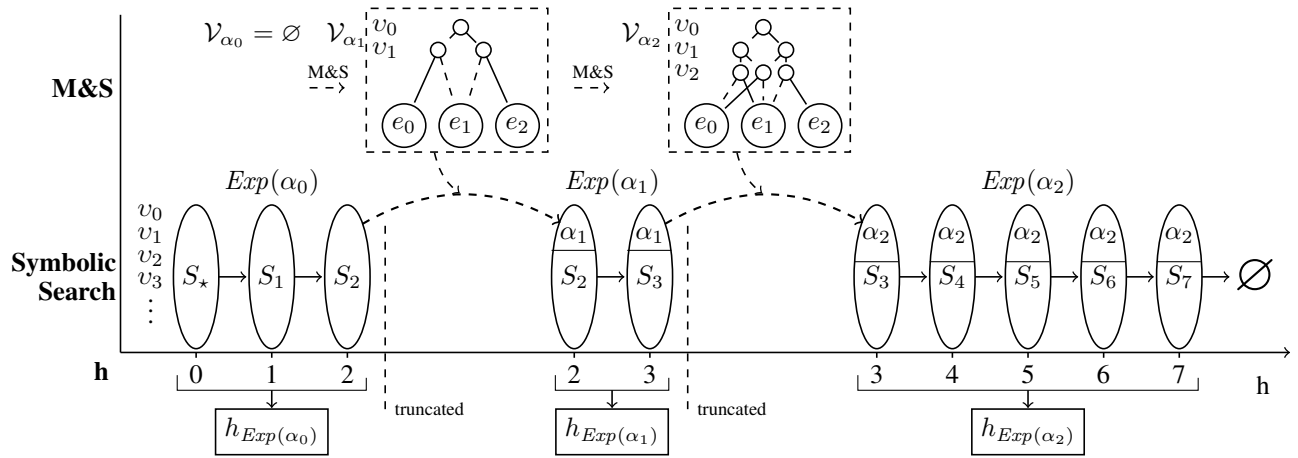 𝒱_{α₀} = ∅
𝒱_{α₁} υ₀
υ₁
M&S
e₀ e₁ e₂
M&S
𝒱_{α₂} υ₀
υ₁
υ₂
e₀ e₁ e₂
M&S
Exp(α₀) Exp(α₁) Exp(α₂)
υ₀
υ₁
υ₂
υ₃
⋮
Symbolic
Search
S⋆ S₁ S₂
α₁ α₁
S₂ S₃
α₂ α₂ α₂ α₂ α₂
S₃ S₄ S₅ S₆ S₇ ∅
h 0 1 2 2 3 3 4 5 6 7 h
truncated truncated
h_{Exp(α₀)} h_{Exp(α₁)} h_{Exp(α₂)}